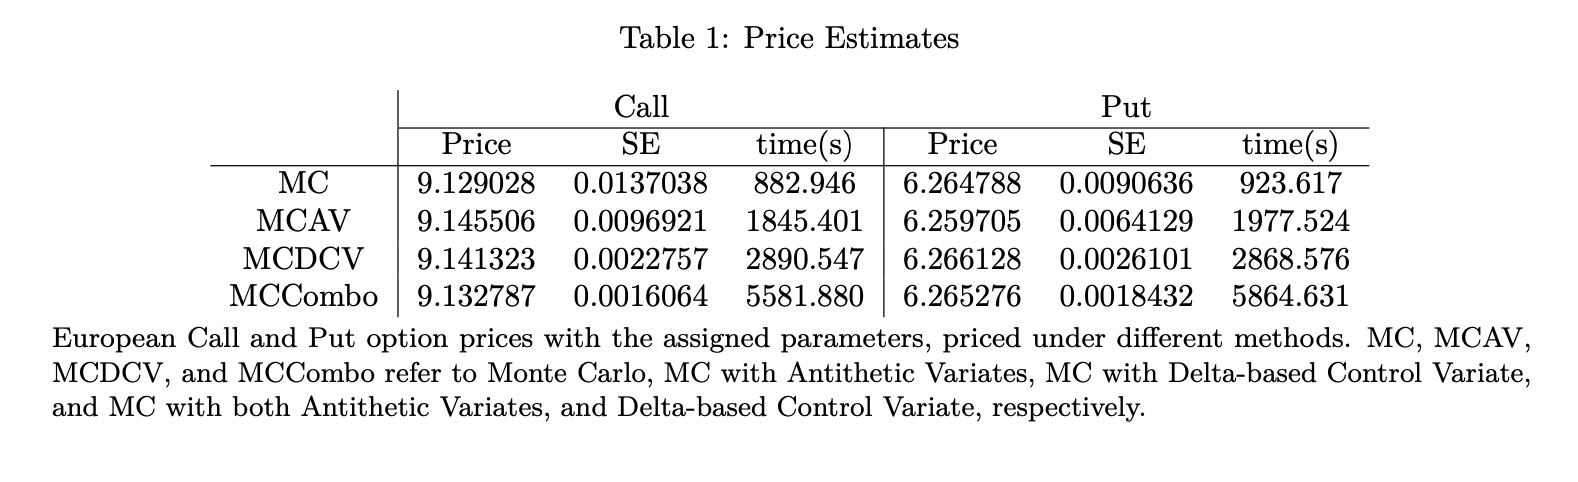 Table 1: Price Estimates
Call Put
Price SE time(s) Price SE time(s)
MC 9.129028 0.0137038 882.946 6.264788 0.0090636 923.617
MCAV 9.145506 0.0096921 1845.401 6.259705 0.0064129 1977.524
MCDCV 9.141323 0.0022757 2890.547 6.266128 0.0026101 2868.576
MCCombo 9.132787 0.0016064 5581.880 6.265276 0.0018432 5864.631
European Call and Put option prices with the assigned parameters, priced under different methods. MC, MCAV,
MCDCV, and MCCombo refer to Monte Carlo, MC with Antithetic Variates, MC with Delta-based Control Variate,
and MC with both Antithetic Variates, and Delta-based Control Variate, respectively.